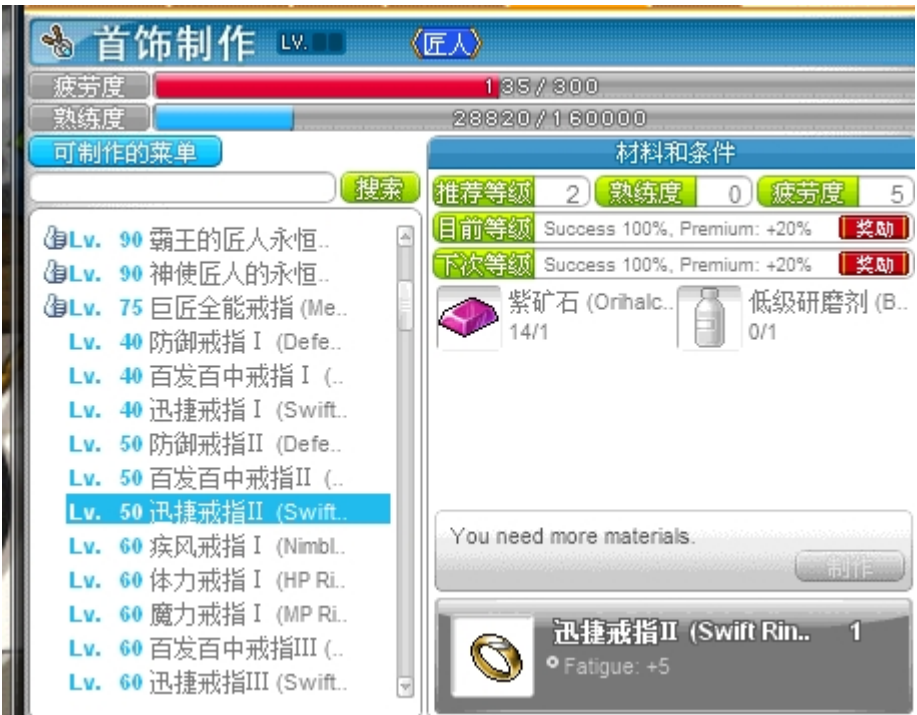 首饰制作 LV. 匠人
疲劳度 135/300
熟练度 28820/160000
可制作的菜单
搜索
Lv. 90 霸王的匠人永恒..
Lv. 90 神使匠人的永恒..
Lv. 75 巨匠全能戒指 (Me..
Lv. 40 防御戒指Ⅰ (Defe..
Lv. 40 百发百中戒指Ⅰ (..
Lv. 40 迅捷戒指Ⅰ (Swift..
Lv. 50 防御戒指Ⅱ (Defe..
Lv. 50 百发百中戒指Ⅱ (..
Lv. 50 迅捷戒指Ⅱ (Swift..
Lv. 60 疾风戒指Ⅰ (Nimbl..
Lv. 60 体力戒指Ⅰ (HP Ri..
Lv. 60 魔力戒指Ⅰ (MP Ri..
Lv. 60 百发百中戒指Ⅲ (..
Lv. 60 迅捷戒指Ⅲ (Swift..
材料和条件
推荐等级 2 熟练度 0 疲劳度 5
目前等级 Success 100%, Premium: +20% 奖励
下次等级 Success 100%, Premium: +20% 奖励
紫矿石 (Orihalc.. 低级研磨剂 (B..
14/1 0/1
You need more materials.
制作
迅捷戒指Ⅱ (Swift Rin.. 1
Fatigue: +5